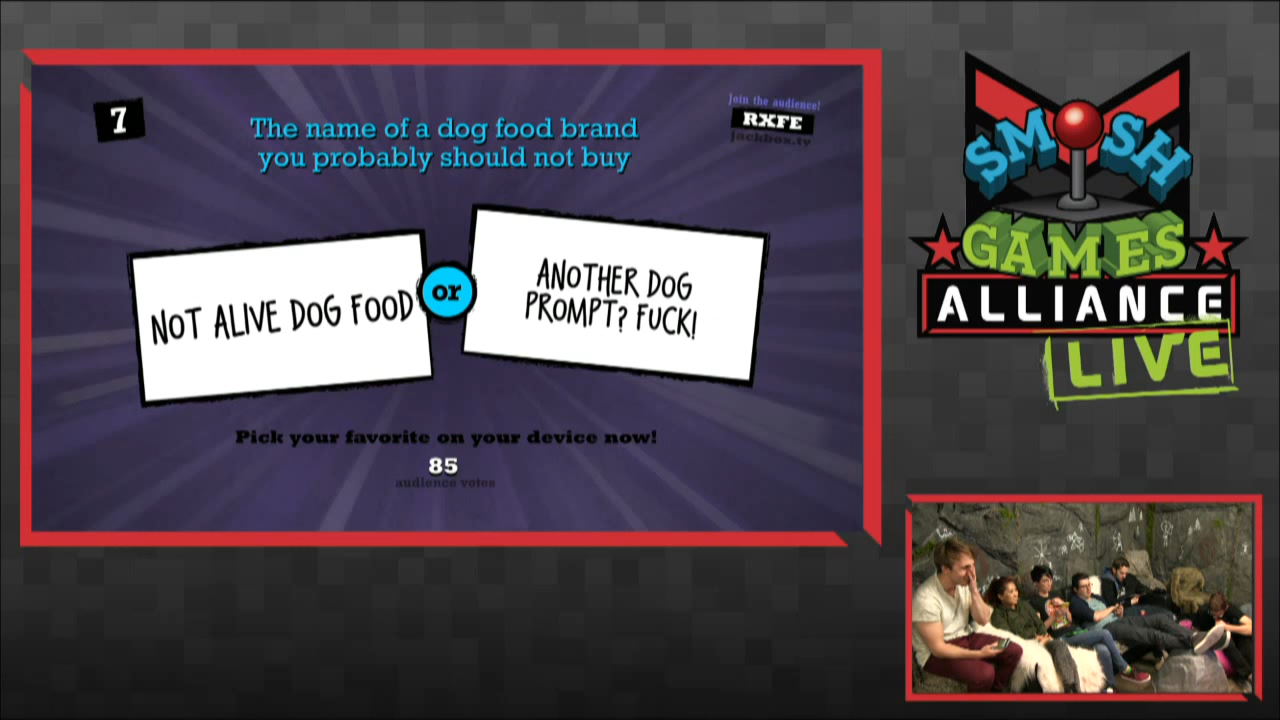 7
The name of a dog food brand
you probably should not buy
Join the audience!
RXFE
jackbox.tv
NOT ALIVE DOG FOOD
or
ANOTHER DOG
PROMPT? FUCK!
Pick your favorite on your device now!
85
audience votes
SMOSH
GAMES
ALLIANCE
LIVE